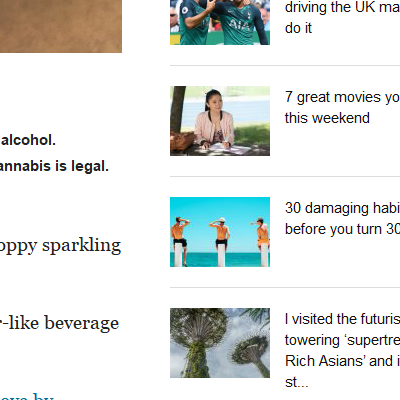 alcohol.
annabis is legal.
oppy sparkling
-like beverage
AIA
driving the UK ma
do it
7 great movies yo
this weekend
30 damaging habi
before you turn 30
I visited the futuris
towering ‘supertre
Rich Asians’ and i
st...